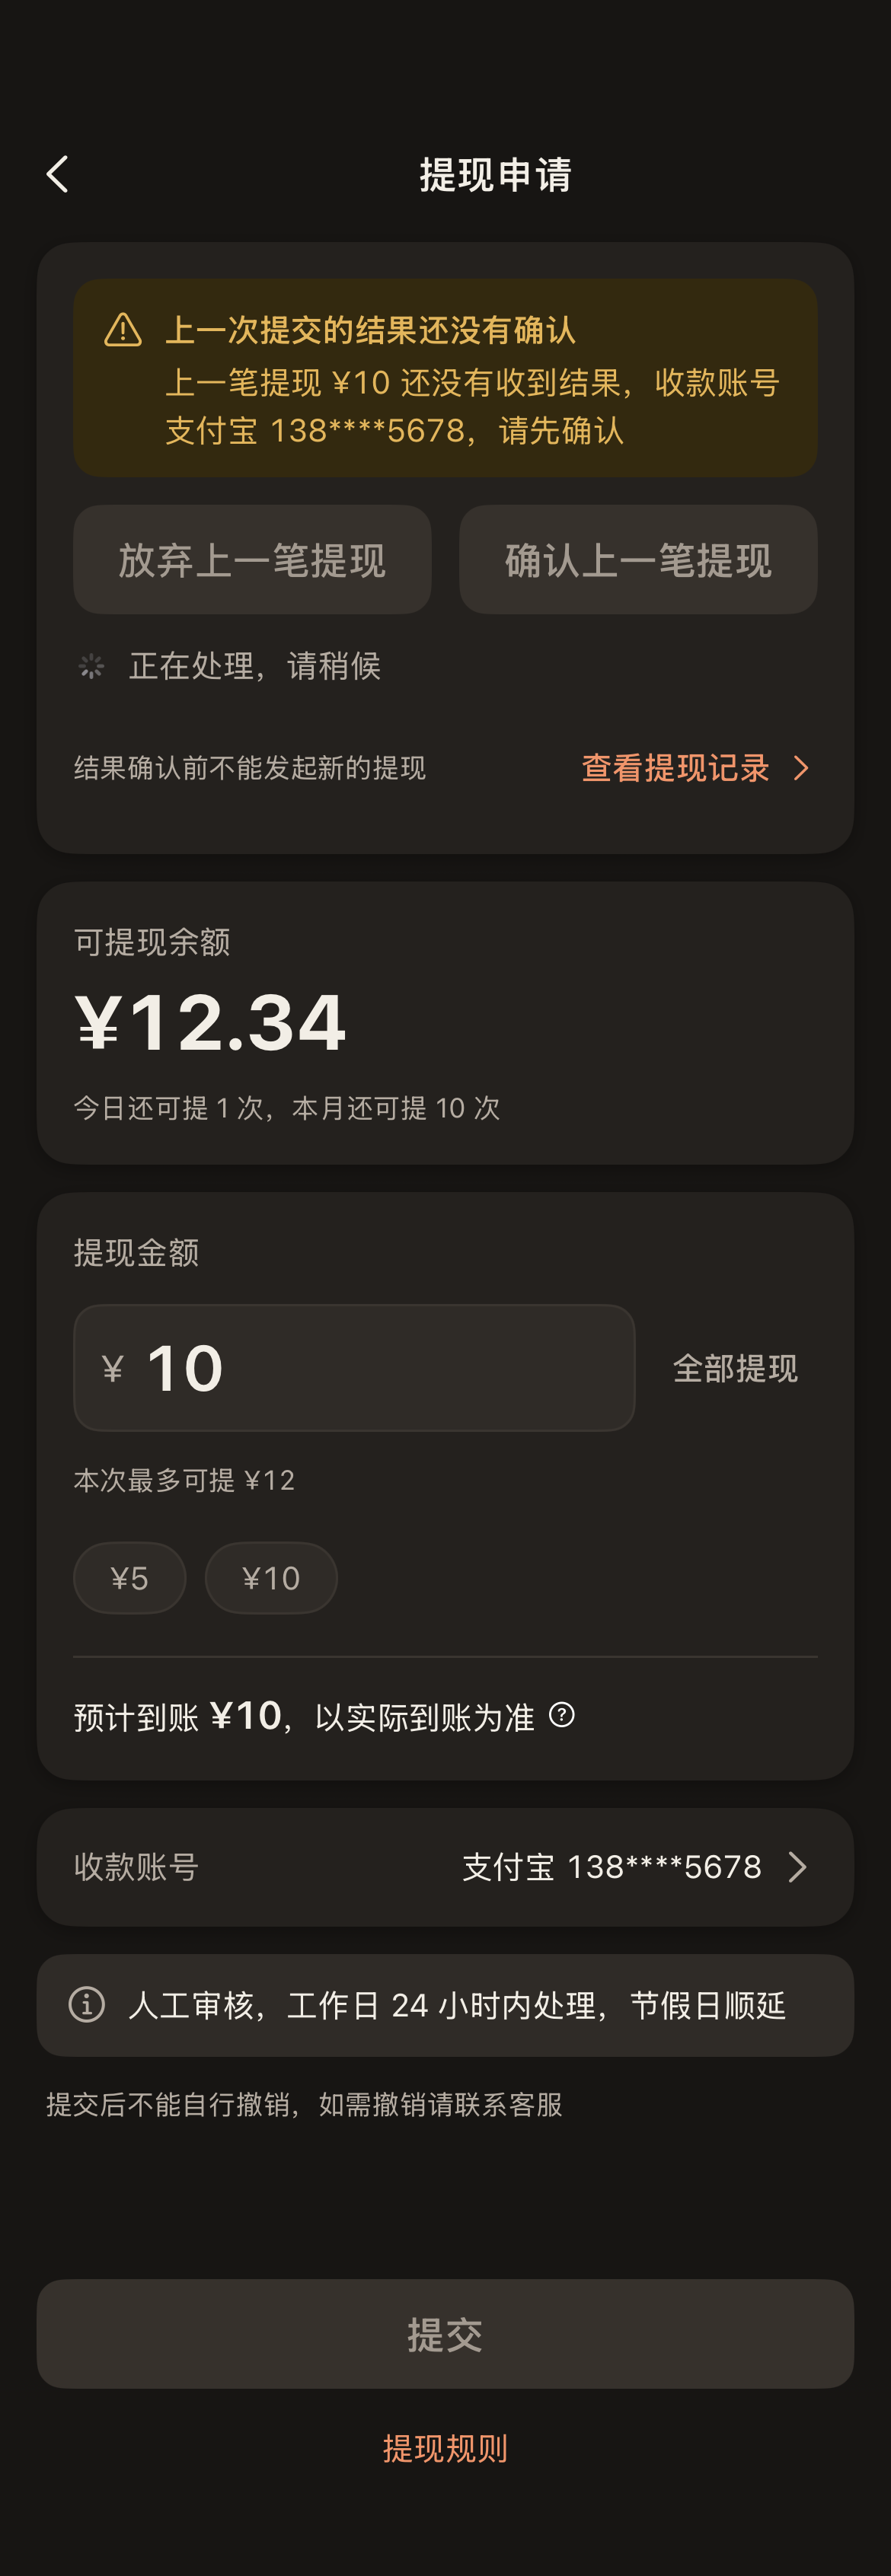 提现申请
上一次提交的结果还没有确认
上一笔提现 ¥10 还没有收到结果，收款账号
支付宝 138****5678，请先确认
放弃上一笔提现
确认上一笔提现
正在处理，请稍候
结果确认前不能发起新的提现
查看提现记录
可提现余额
¥12.34
今日还可提 1 次，本月还可提 10 次
提现金额
¥ 10
全部提现
本次最多可提 ¥12
¥5
¥10
预计到账 ¥10，以实际到账为准
收款账号
支付宝 138****5678
人工审核，工作日 24 小时内处理，节假日顺延
提交后不能自行撤销，如需撤销请联系客服
提交
提现规则